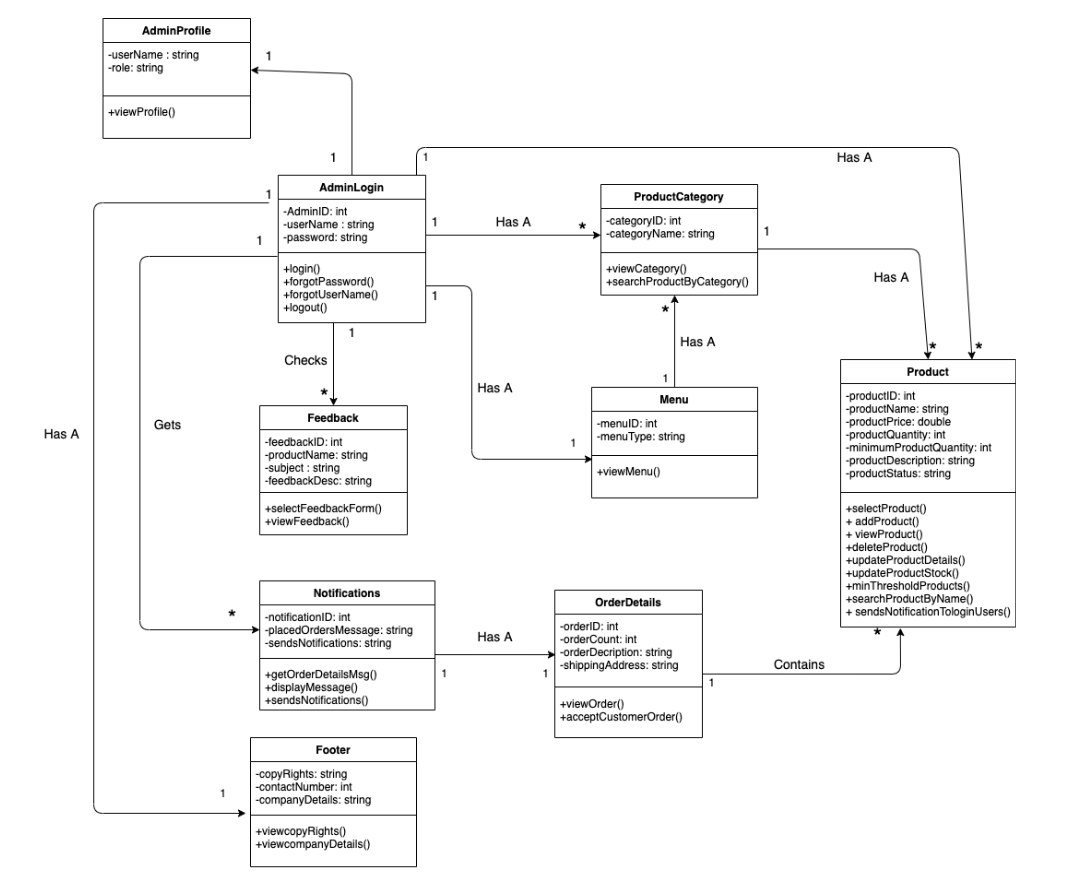 AdminProfile
-userName : string
-role: string
+viewProfile()
1
1
AdminLogin
-AdminID: int
-userName : string
-password: string
+login()
+forgotPassword()
+forgotUserName()
+logout()
1
Has A
*
1
Has A
*
ProductCategory
-categoryID: int
-categoryName: string
+viewCategory()
+searchProductByCategory()
1
Has A
*
1
1
1
Has A
1
*
Has A
1
Menu
-menuID: int
-menuType: string
+viewMenu()
1
Checks
*
Feedback
-feedbackID: int
-productName: string
-subject : string
-feedbackDesc: string
+selectFeedbackForm()
+viewFeedback()
Product
-productID: int
-productName: string
-productPrice: double
-productQuantity: int
-minimumProductQuantity: int
-productDescription: string
-productStatus: string
+selectProduct()
+ addProduct()
+ viewProduct()
+deleteProduct()
+updateProductDetails()
+updateProductStock()
+minThresholdProducts()
+searchProductByName()
+ sendsNotificationTologinUsers()
Has A
Gets
*
Notifications
-notificationID: int
-placedOrdersMessage: string
-sendsNotifications: string
+getOrderDetailsMsg()
+displayMessage()
+sendsNotifications()
Has A
1
1
OrderDetails
-orderID: int
-orderCount: int
-orderDecription: string
-shippingAddress: string
+viewOrder()
+acceptCustomerOrder()
Contains
1
*
1
Footer
-copyRights: string
-contactNumber: int
-companyDetails: string
+viewcopyRights()
+viewcompanyDetails()